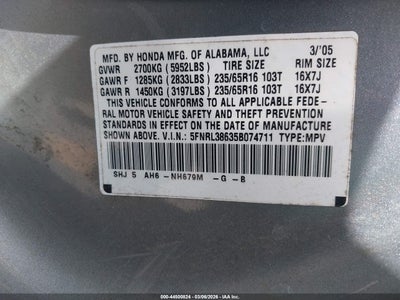 MFD. BY HONDA MFG. OF ALABAMA, LLC 3/'05
GVWR 2700KG (5952LBS) TIRE SIZE RIM SIZE
GAWR F 1285KG (2833LBS) 235/65R16 103T 16X7J
GAWR R 1450KG (3197LBS) 235/65R16 103T 16X7J
THIS VEHICLE CONFORMS TO ALL APPLICABLE FEDE-
RAL MOTOR VEHICLE SAFETY AND THEFT PREVENTION
STANDARDS IN EFFECT ON THE DATE OF MANUFACTURE
SHOWN ABOVE. V.I.N.: 5FNRL38635B074711 TYPE:MPV
SHJ 5 AH6 -NH679M -G -B
000-44500824 - 03/06/2026 - IAA Inc.